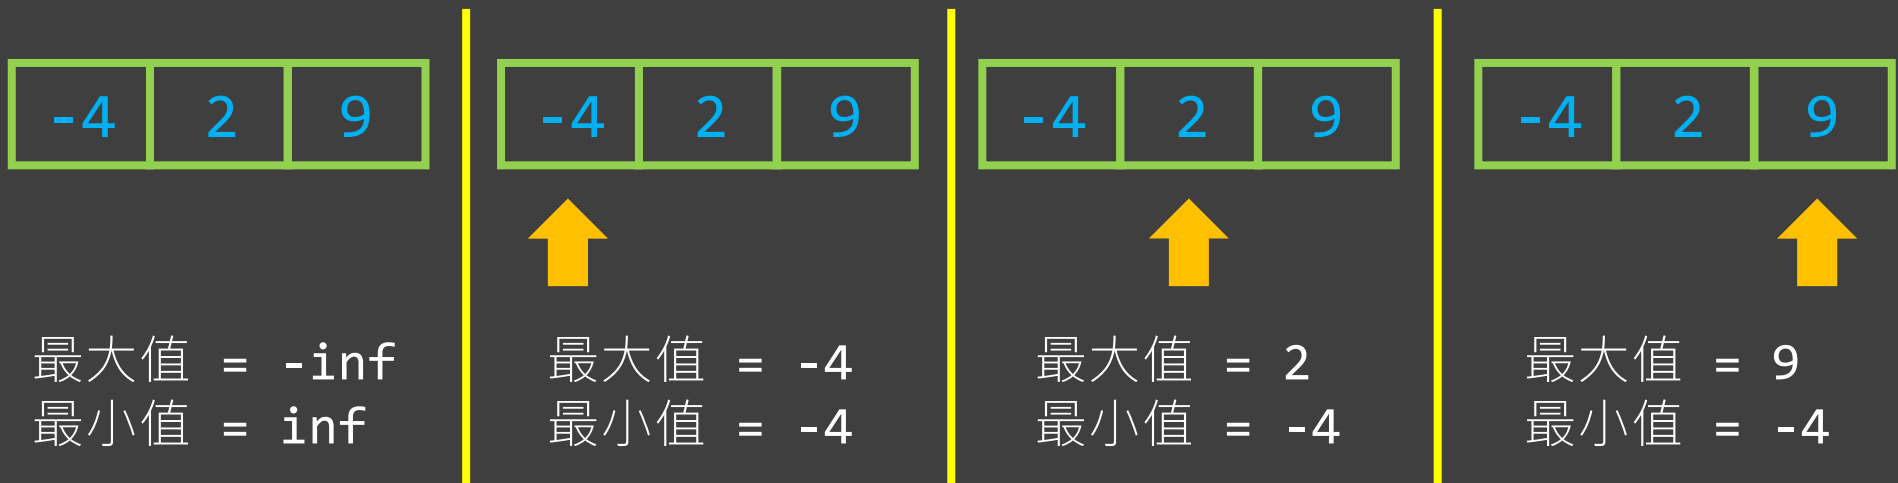 -4 2 9
最大值 = -inf
最小值 = inf
-4 2 9
最大值 = -4
最小值 = -4
-4 2 9
最大值 = 2
最小值 = -4
-4 2 9
最大值 = 9
最小值 = -4